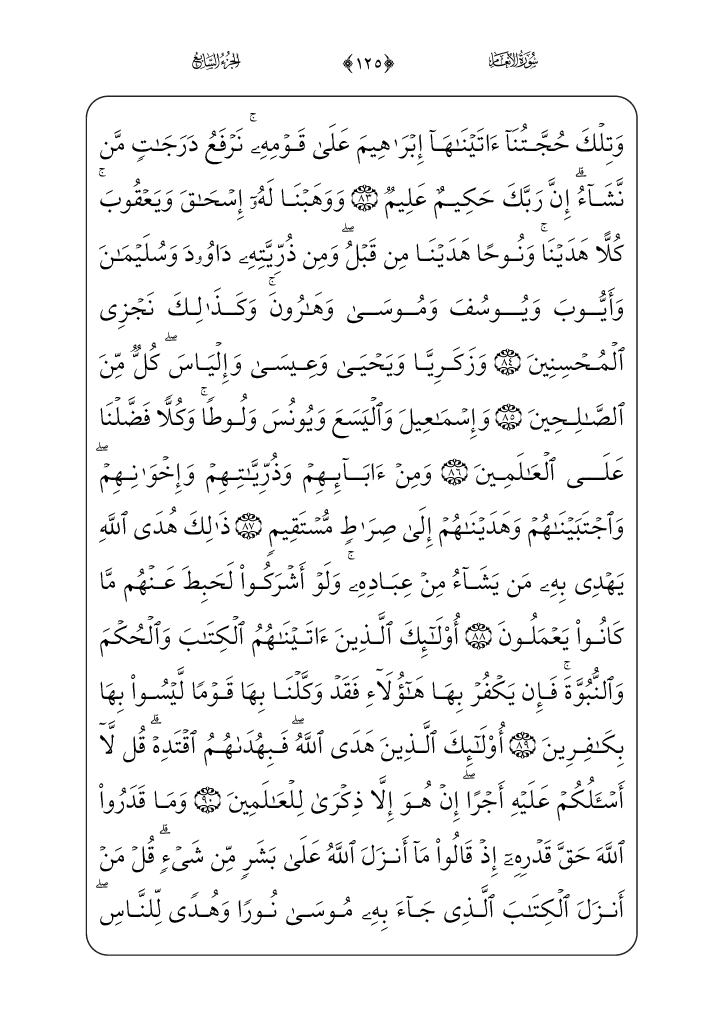 سُورَةُ الأَنْعَامِ ﴿١٢٥﴾ الجُزْءُ السَّابِعُ
وَتِلْكَ حُجَّتُنَآ ءَاتَيْنَـٰهَآ إِبْرَٰهِيمَ عَلَىٰ قَوْمِهِۦۚ نَرْفَعُ دَرَجَـٰتٍ مَّن
نَّشَآءُۗ إِنَّ رَبَّكَ حَكِيمٌ عَلِيمٌ ٨٣ وَوَهَبْنَا لَهُۥٓ إِسْحَـٰقَ وَيَعْقُوبَۚ
كُلًّا هَدَيْنَاۚ وَنُوحًا هَدَيْنَا مِن قَبْلُۖ وَمِن ذُرِّيَّتِهِۦ دَاوُۥدَ وَسُلَيْمَـٰنَ
وَأَيُّوبَ وَيُوسُفَ وَمُوسَىٰ وَهَـٰرُونَۚ وَكَذَٰلِكَ نَجْزِى
ٱلْمُحْسِنِينَ ٨٤ وَزَكَرِيَّا وَيَحْيَىٰ وَعِيسَىٰ وَإِلْيَاسَۖ كُلٌّ مِّنَ
ٱلصَّـٰلِحِينَ ٨٥ وَإِسْمَـٰعِيلَ وَٱلْيَسَعَ وَيُونُسَ وَلُوطًاۚ وَكُلًّا فَضَّلْنَا
عَلَى ٱلْعَـٰلَمِينَ ٨٦ وَمِنْ ءَابَآئِهِمْ وَذُرِّيَّـٰتِهِمْ وَإِخْوَٰنِهِمْۖ
وَٱجْتَبَيْنَـٰهُمْ وَهَدَيْنَـٰهُمْ إِلَىٰ صِرَٰطٍ مُّسْتَقِيمٍ ٨٧ ذَٰلِكَ هُدَى ٱللَّهِ
يَهْدِى بِهِۦ مَن يَشَآءُ مِنْ عِبَادِهِۦۚ وَلَوْ أَشْرَكُوا۟ لَحَبِطَ عَنْهُم مَّا
كَانُوا۟ يَعْمَلُونَ ٨٨ أُو۟لَـٰٓئِكَ ٱلَّذِينَ ءَاتَيْنَـٰهُمُ ٱلْكِتَـٰبَ وَٱلْحُكْمَ
وَٱلنُّبُوَّةَۚ فَإِن يَكْفُرْ بِهَا هَـٰٓؤُلَآءِ فَقَدْ وَكَّلْنَا بِهَا قَوْمًا لَّيْسُوا۟ بِهَا
بِكَـٰفِرِينَ ٨٩ أُو۟لَـٰٓئِكَ ٱلَّذِينَ هَدَى ٱللَّهُۖ فَبِهُدَىٰهُمُ ٱقْتَدِهْۗ قُل لَّآ
أَسْـَٔلُكُمْ عَلَيْهِ أَجْرًاۖ إِنْ هُوَ إِلَّا ذِكْرَىٰ لِلْعَـٰلَمِينَ ٩٠ وَمَا قَدَرُوا۟
ٱللَّهَ حَقَّ قَدْرِهِۦٓ إِذْ قَالُوا۟ مَآ أَنزَلَ ٱللَّهُ عَلَىٰ بَشَرٍ مِّن شَىْءٍۗ قُلْ مَنْ
أَنزَلَ ٱلْكِتَـٰبَ ٱلَّذِى جَآءَ بِهِۦ مُوسَىٰ نُورًا وَهُدًى لِّلنَّاسِۖ